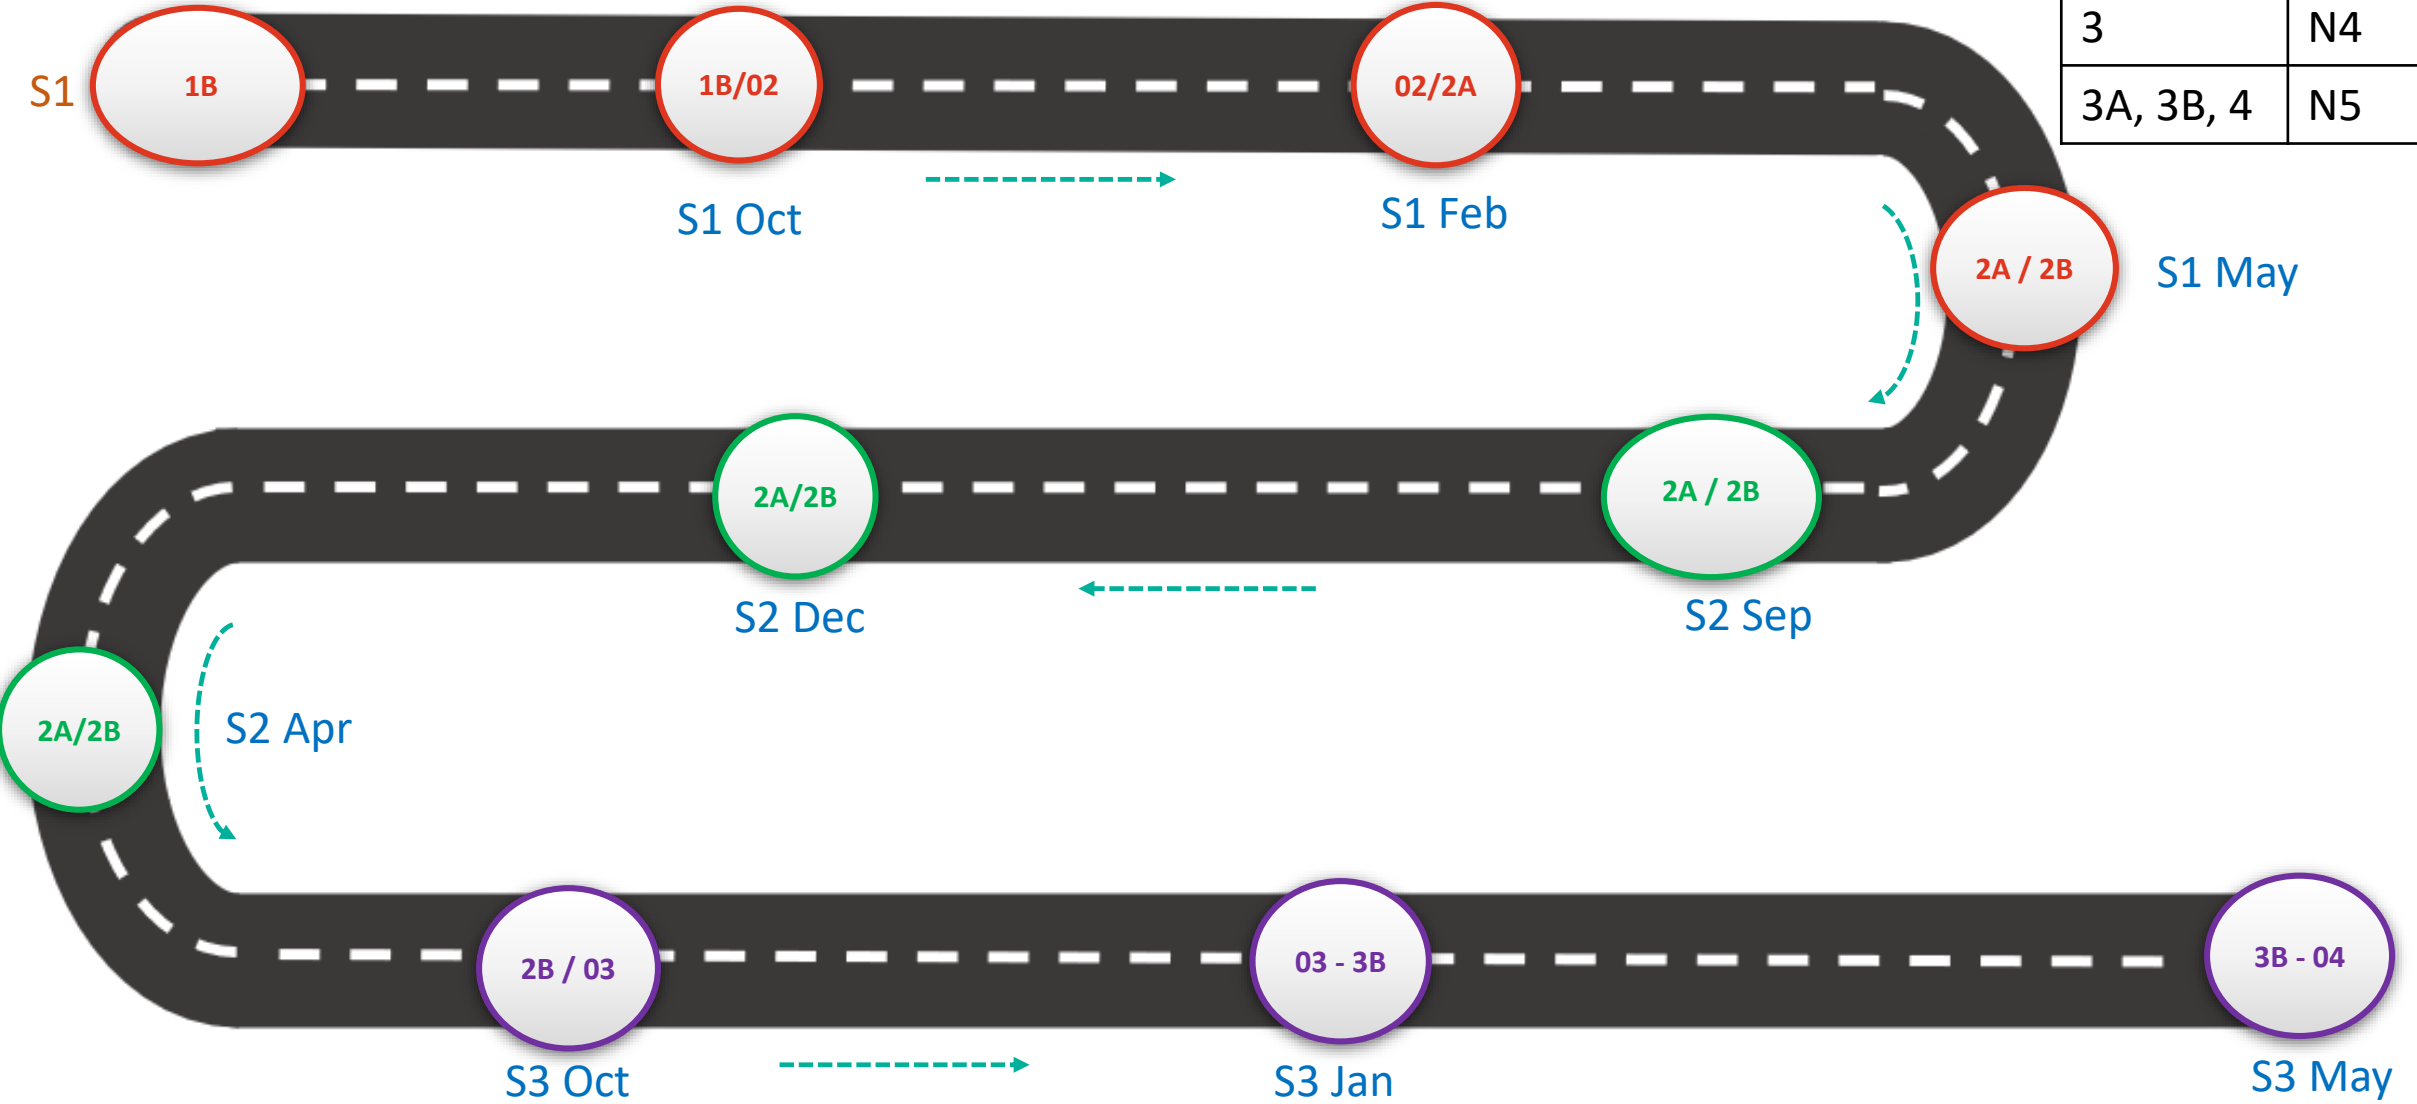 3 N4
3A, 3B, 4 N5
S1 1B 1B/02 02/2A
S1 Oct S1 Feb
2A / 2B S1 May
2A/2B 2A / 2B
S2 Dec S2 Sep
2A/2B S2 Apr
2B / 03 03 - 3B 3B - 04
S3 Oct S3 Jan S3 May